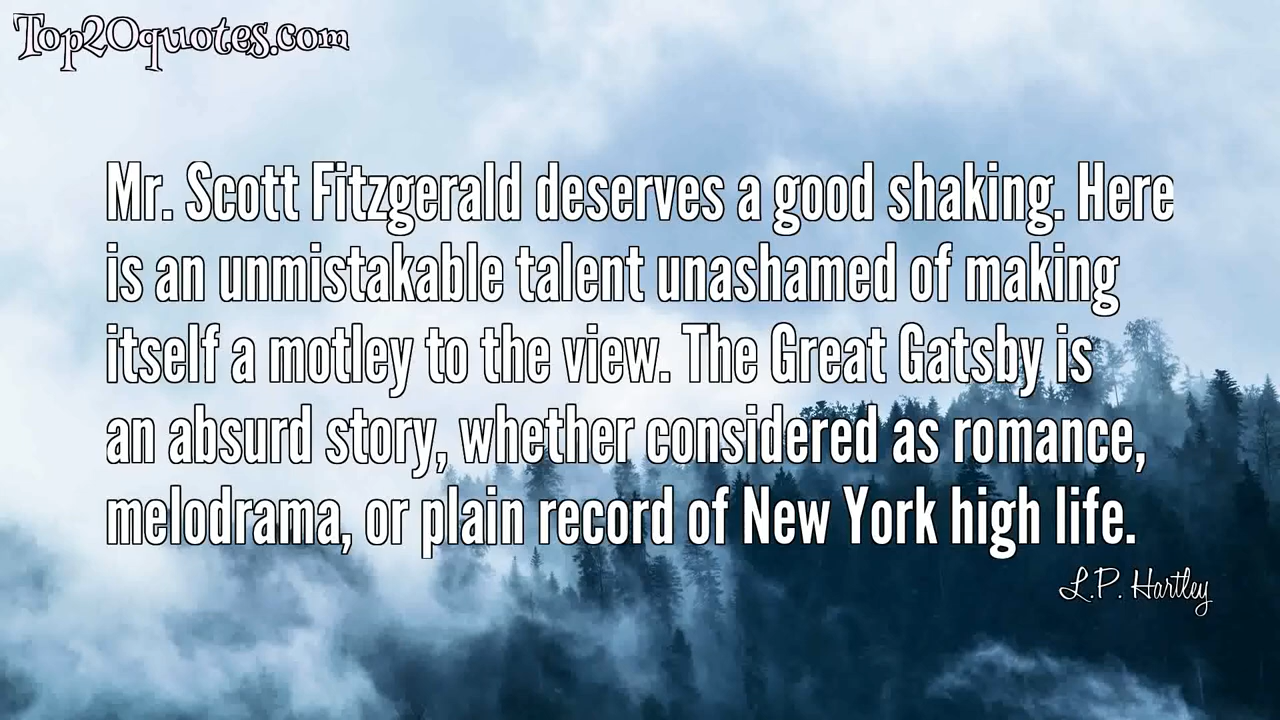 Top20quotes.com
Mr. Scott Fitzgerald deserves a good shaking. Here
is an unmistakable talent unashamed of making
itself a motley to the view. The Great Gatsby is
an absurd story, whether considered as romance,
melodrama, or plain record of New York high life.
L.P. Hartley